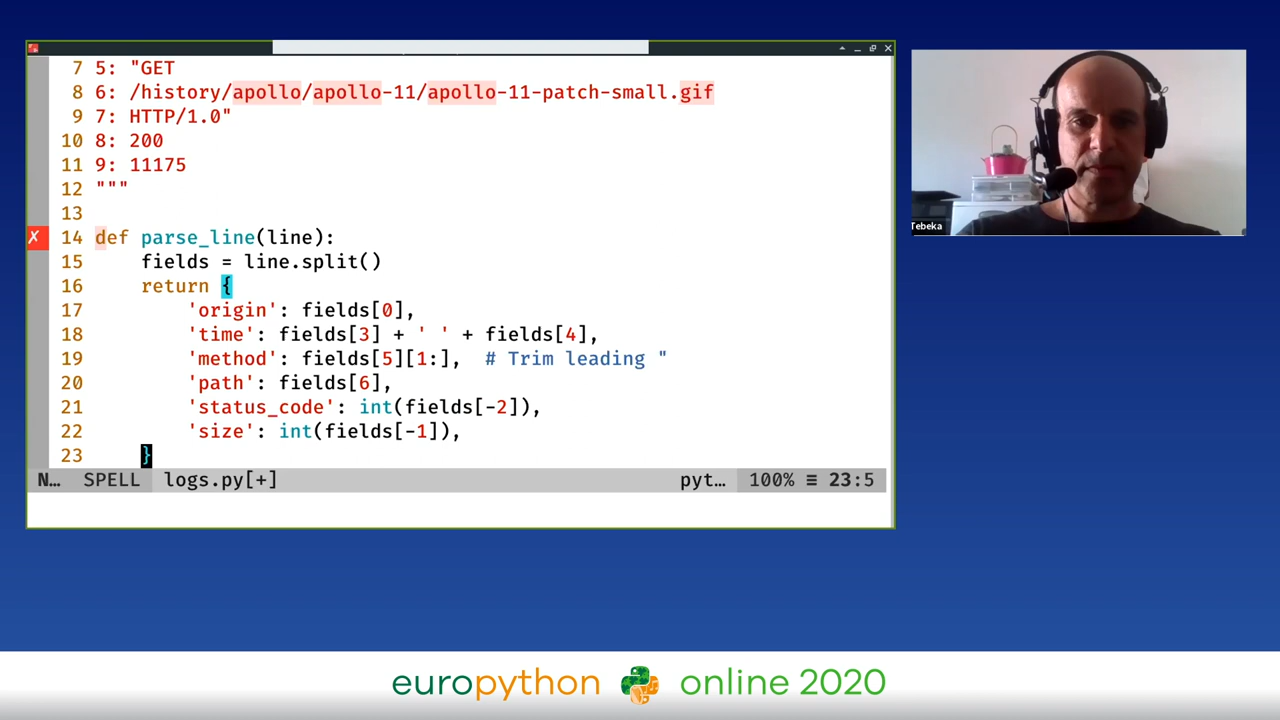 7 5: "GET
8 6: /history/apollo/apollo-11/apollo-11-patch-small.gif
9 7: HTTP/1.0"
10 8: 200
11 9: 11175
12 """
13
✗ 14 def parse_line(line):
15 fields = line.split()
16 return {
17 'origin': fields[0],
18 'time': fields[3] + ' ' + fields[4],
19 'method': fields[5][1:], # Trim leading "
20 'path': fields[6],
21 'status_code': int(fields[-2]),
22 'size': int(fields[-1]),
23 }
N… SPELL logs.py[+] pyt… 100% ≡ 23:5
Tebeka
europython online 2020